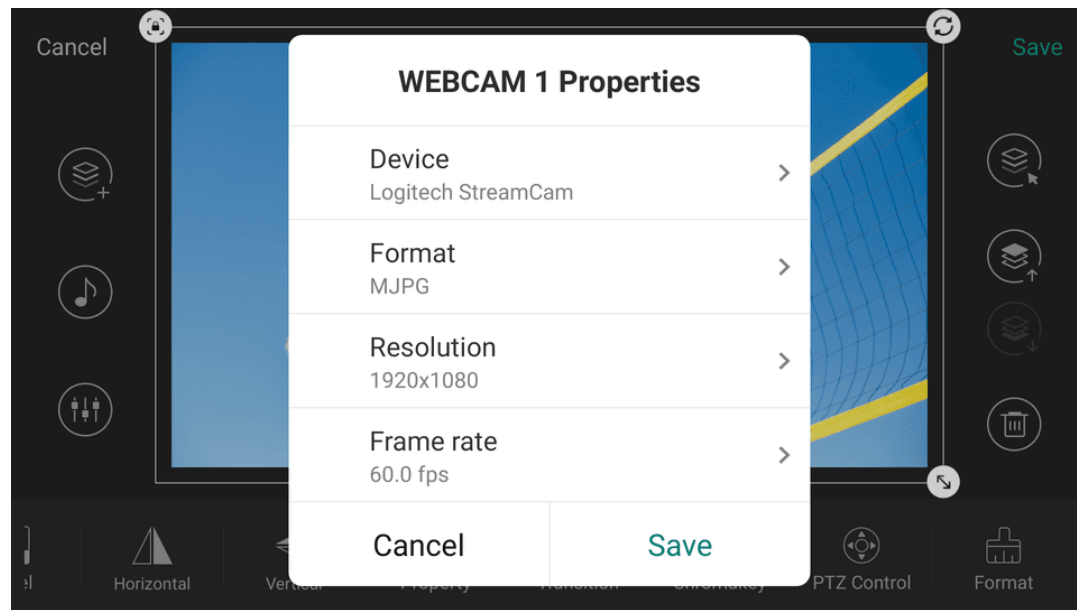 Cancel
Save
WEBCAM 1 Properties
Device
Logitech StreamCam
Format
MJPG
Resolution
1920x1080
Frame rate
60.0 fps
Cancel
Save
Horizontal
PTZ Control
Format